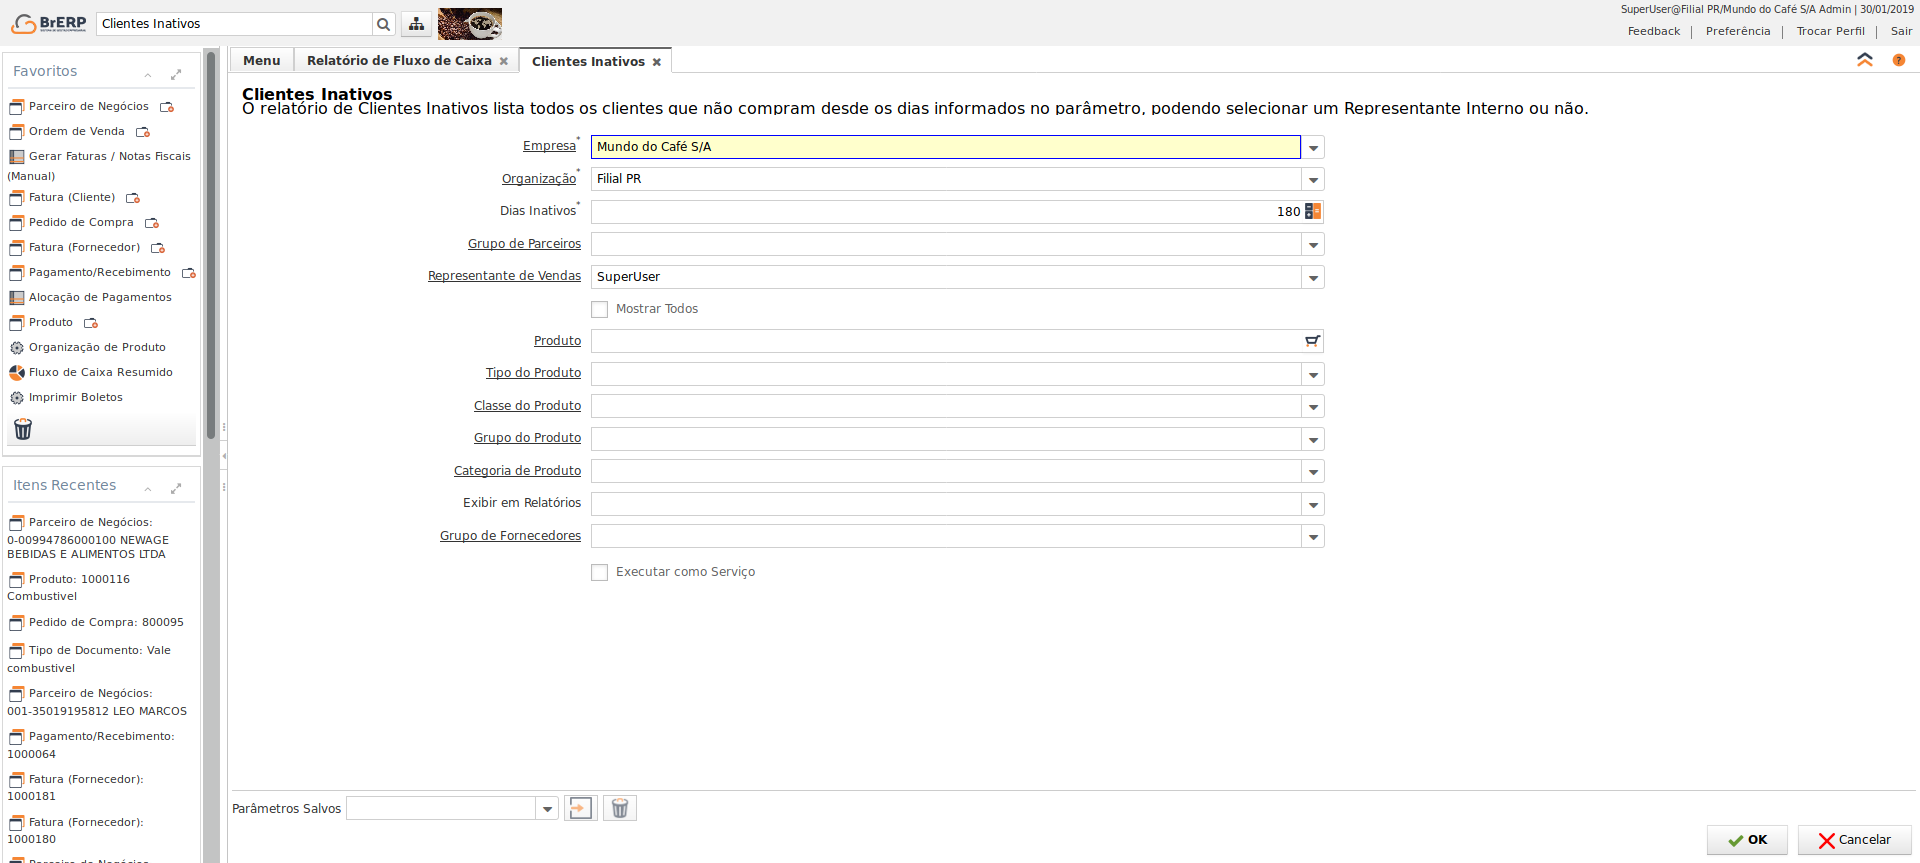 BrERP
Clientes Inativos
SuperUser@Filial PR/Mundo do Café S/A Admin | 30/01/2019
Feedback | Preferência | Trocar Perfil | Sair
Favoritos
Parceiro de Negócios
Ordem de Venda
Gerar Faturas / Notas Fiscais
(Manual)
Fatura (Cliente)
Pedido de Compra
Fatura (Fornecedor)
Pagamento/Recebimento
Alocação de Pagamentos
Produto
Organização de Produto
Fluxo de Caixa Resumido
Imprimir Boletos
Itens Recentes
Parceiro de Negócios:
0-00994786000100 NEWAGE
BEBIDAS E ALIMENTOS LTDA
Produto: 1000116
Combustivel
Pedido de Compra: 800095
Tipo de Documento: Vale
combustivel
Parceiro de Negócios:
001-35019195812 LEO MARCOS
Pagamento/Recebimento:
1000064
Fatura (Fornecedor):
1000181
Fatura (Fornecedor):
1000180
Parceiro de Negócios
Menu
Relatório de Fluxo de Caixa
Clientes Inativos
Clientes Inativos
O relatório de Clientes Inativos lista todos os clientes que não compram desde os dias informados no parâmetro, podendo selecionar um Representante Interno ou não.
Empresa* Mundo do Café S/A
Organização* Filial PR
Dias Inativos* 180
Grupo de Parceiros
Representante de Vendas SuperUser
Mostrar Todos
Produto
Tipo do Produto
Classe do Produto
Grupo do Produto
Categoria de Produto
Exibir em Relatórios
Grupo de Fornecedores
Executar como Serviço
Parâmetros Salvos
OK
Cancelar